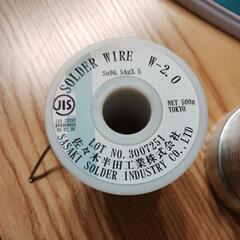 SOLDER WIRE W-2.0
Sn96.5Ag3.5
JIS
NET 500g
TOKYO
LOT NO.3007251
佐々木半田工業株式会社
SASAKI SOLDER INDUSTRY CO.,LTD